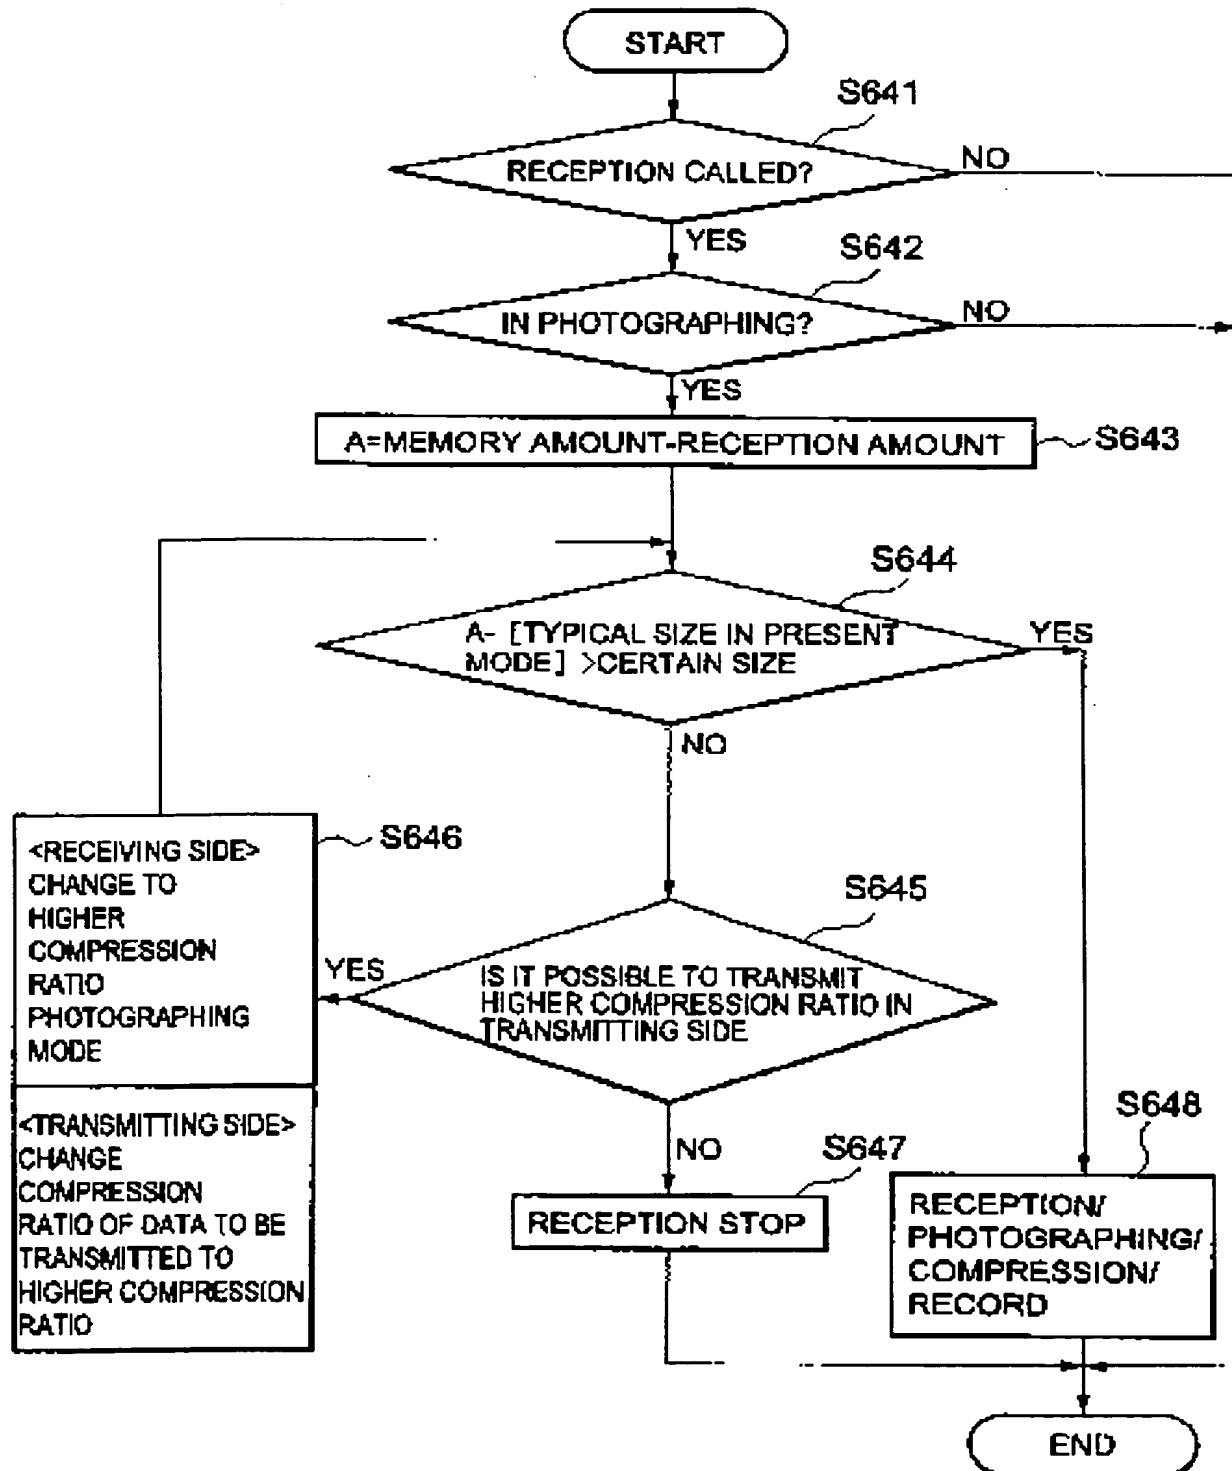 START
S641
RECEPTION CALLED?
NO
YES
S642
IN PHOTOGRAPHING?
NO
YES
A=MEMORY AMOUNT-RECEPTION AMOUNT
S643
S644
A- [TYPICAL SIZE IN PRESENT
MODE] >CERTAIN SIZE
YES
NO
S646
<RECEIVING SIDE>
CHANGE TO
HIGHER
COMPRESSION
RATIO
PHOTOGRAPHING
MODE
S645
YES
IS IT POSSIBLE TO TRANSMIT
HIGHER COMPRESSION RATIO IN
TRANSMITTING SIDE
<TRANSMITTING SIDE>
CHANGE
COMPRESSION
RATIO OF DATA TO BE
TRANSMITTED TO
HIGHER COMPRESSION
RATIO
NO
S647
RECEPTION STOP
S648
RECEPTION/
PHOTOGRAPHING/
COMPRESSION/
RECORD
END